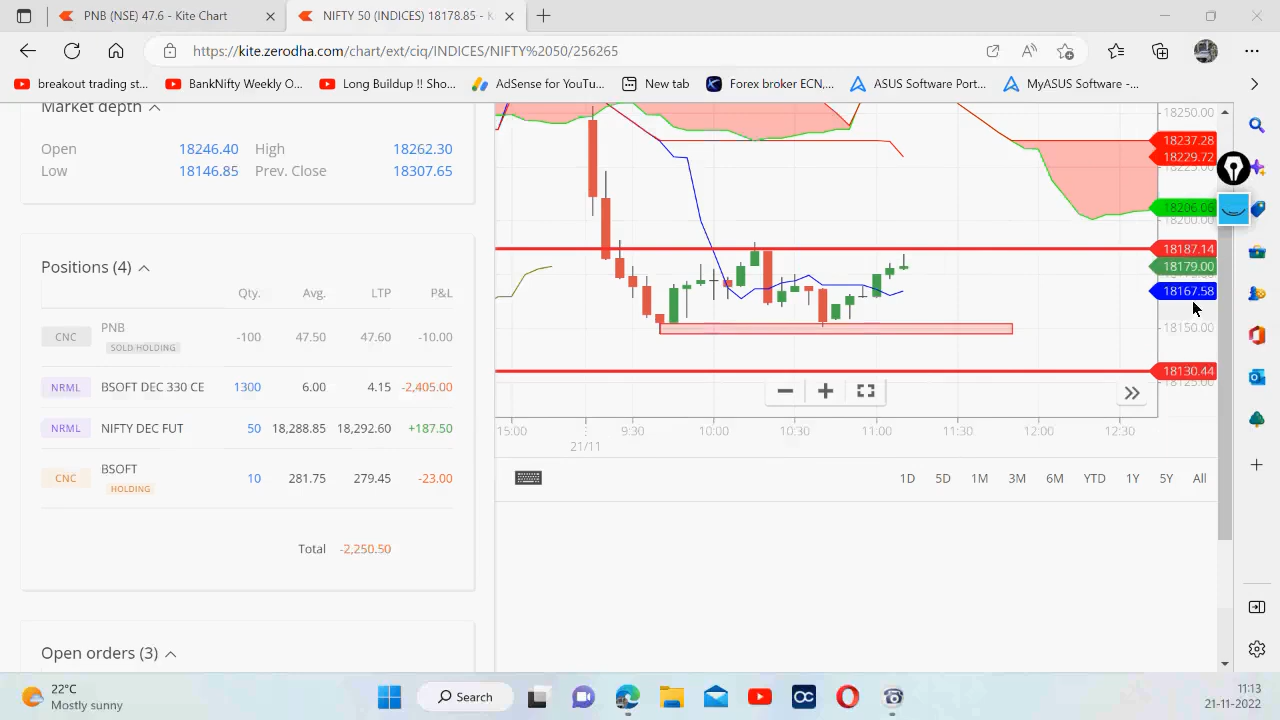 PNB (NSE) 47.6 - Kite Chart
NIFTY 50 (INDICES) 18178.85 - K
https://kite.zerodha.com/chart/ext/ciq/INDICES/NIFTY%2050/256265
breakout trading st...
BankNifty Weekly O...
Long Buildup !! Sho...
AdSense for YouTu...
New tab
Forex broker ECN,...
ASUS Software Port...
MyASUS Software -...
Market depth
Open 18246.40 High 18262.30
Low 18146.85 Prev. Close 18307.65
Positions (4)
Qty. Avg. LTP P&L
CNC PNB -100 47.50 47.60 -10.00
SOLD HOLDING
NRML BSOFT DEC 330 CE 1300 6.00 4.15 -2,405.00
NRML NIFTY DEC FUT 50 18,288.85 18,292.60 +187.50
CNC BSOFT 10 281.75 279.45 -23.00
HOLDING
Total -2,250.50
Open orders (3)
18250.00
18237.28
18229.72
18206.06
18200.00
18187.14
18179.00
18167.58
18150.00
18130.44
18125.00
15:00 9:30 10:00 10:30 11:00 11:30 12:00 12:30
21/11
1D 5D 1M 3M 6M YTD 1Y 5Y All
22°C
Mostly sunny
Search
11:13
21-11-2022